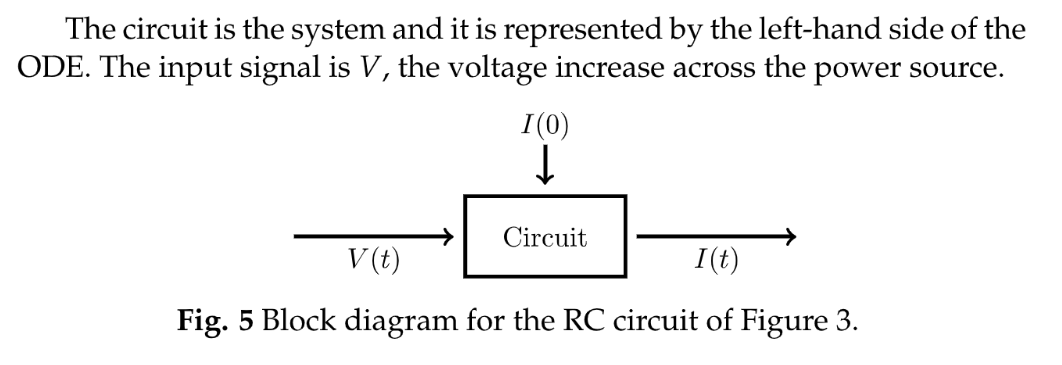 The circuit is the system and it is represented by the left-hand side of the
ODE. The input signal is V, the voltage increase across the power source.
I(0)
Circuit
V(t)
I(t)
Fig. 5 Block diagram for the RC circuit of Figure 3.